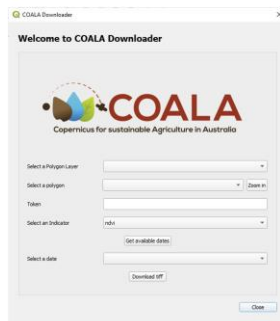 COALA Downloader
Welcome to COALA Downloader
COALA
Copernicus for sustainable Agriculture in Australia
Select a Polygon Layer
Select a polygon
Zoom in
Token
Select an Indicator
ndvi
Get available dates
Select a date
Download tiff
Close